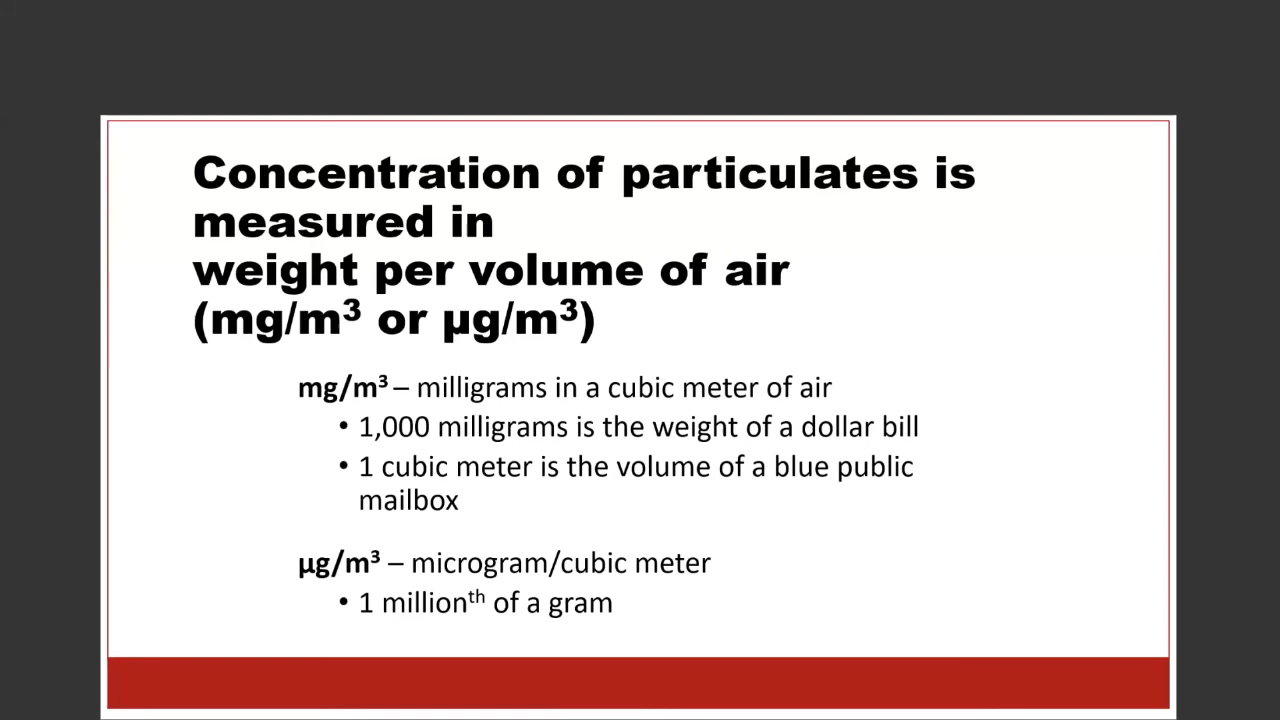 Concentration of particulates is
measured in
weight per volume of air
(mg/m³ or µg/m³)
mg/m³ – milligrams in a cubic meter of air
• 1,000 milligrams is the weight of a dollar bill
• 1 cubic meter is the volume of a blue public
mailbox
µg/m³ – microgram/cubic meter
• 1 millionᵗʰ of a gram